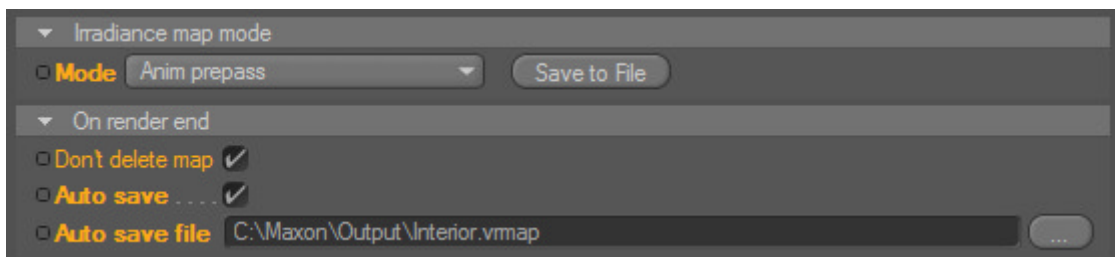 Irradiance map mode
Mode Anim prepass Save to File
On render end
Don't delete map
Auto save . . . .
Auto save file C:\Maxon\Output\Interior.vrmap ...